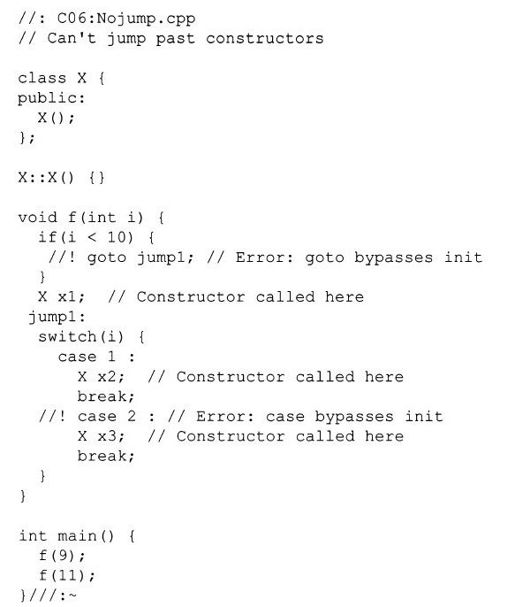 //: C06:Nojump.cpp
// Can't jump past constructors

class X {
public:
  X();
};

X::X() {}

void f(int i) {
  if(i < 10) {
   //! goto jump1; // Error: goto bypasses init
  }
  X x1;  // Constructor called here
 jump1:
  switch(i) {
    case 1 :
      X x2;  // Constructor called here
      break;
  //! case 2 : // Error: case bypasses init
      X x3;  // Constructor called here
      break;
  }
}

int main() {
  f(9);
  f(11);
}///:~